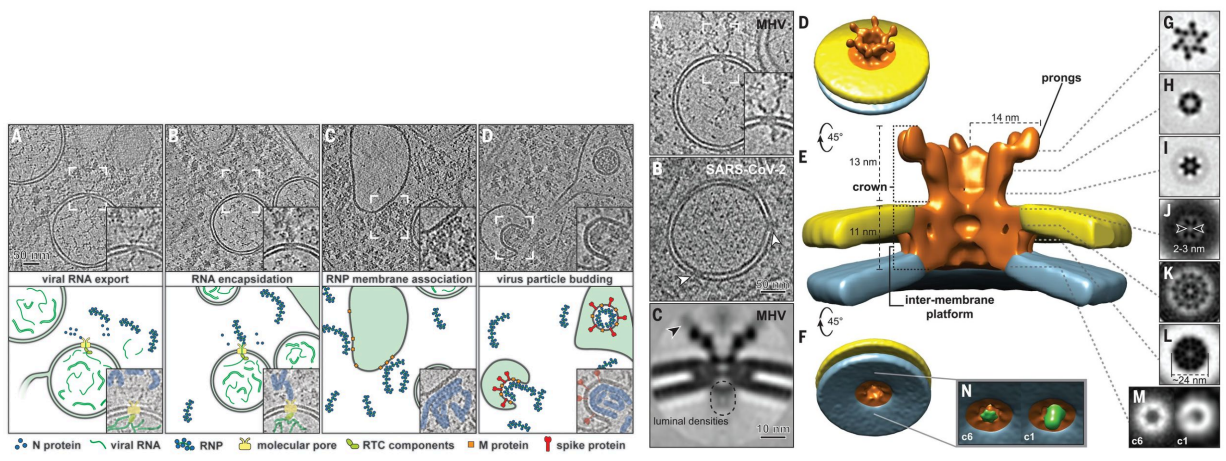 A
B
C
D
50 nm
viral RNA export
RNA encapsidation
RNP membrane association
virus particle budding
N protein
viral RNA
RNP
molecular pore
RTC components
M protein
spike protein
A
MHV
B
SARS-CoV-2
50 nm
C
MHV
luminal densities
10 nm
D
prongs
45°
14 nm
E
13 nm
crown
11 nm
inter-membrane
platform
45°
F
N
c6
c1
G
H
I
J
2-3 nm
K
L
~24 nm
M
c6
c1